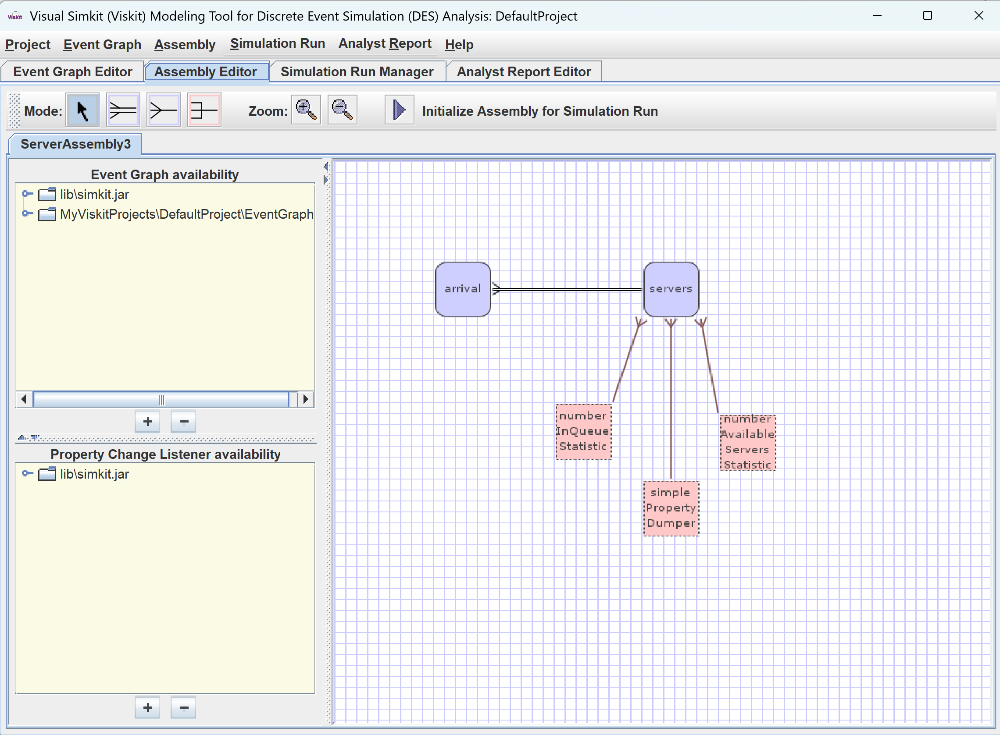 Viskit Visual Simkit (Viskit) Modeling Tool for Discrete Event Simulation (DES) Analysis: DefaultProject
Project Event Graph Assembly Simulation Run Analyst Report Help
Event Graph Editor Assembly Editor Simulation Run Manager Analyst Report Editor
Mode: Zoom: Initialize Assembly for Simulation Run
ServerAssembly3
Event Graph availability
lib\simkit.jar
MyViskitProjects\DefaultProject\EventGraph
Property Change Listener availability
lib\simkit.jar
arrival
servers
number
InQueue
Statistic
number
Available
Servers
Statistic
simple
Property
Dumper